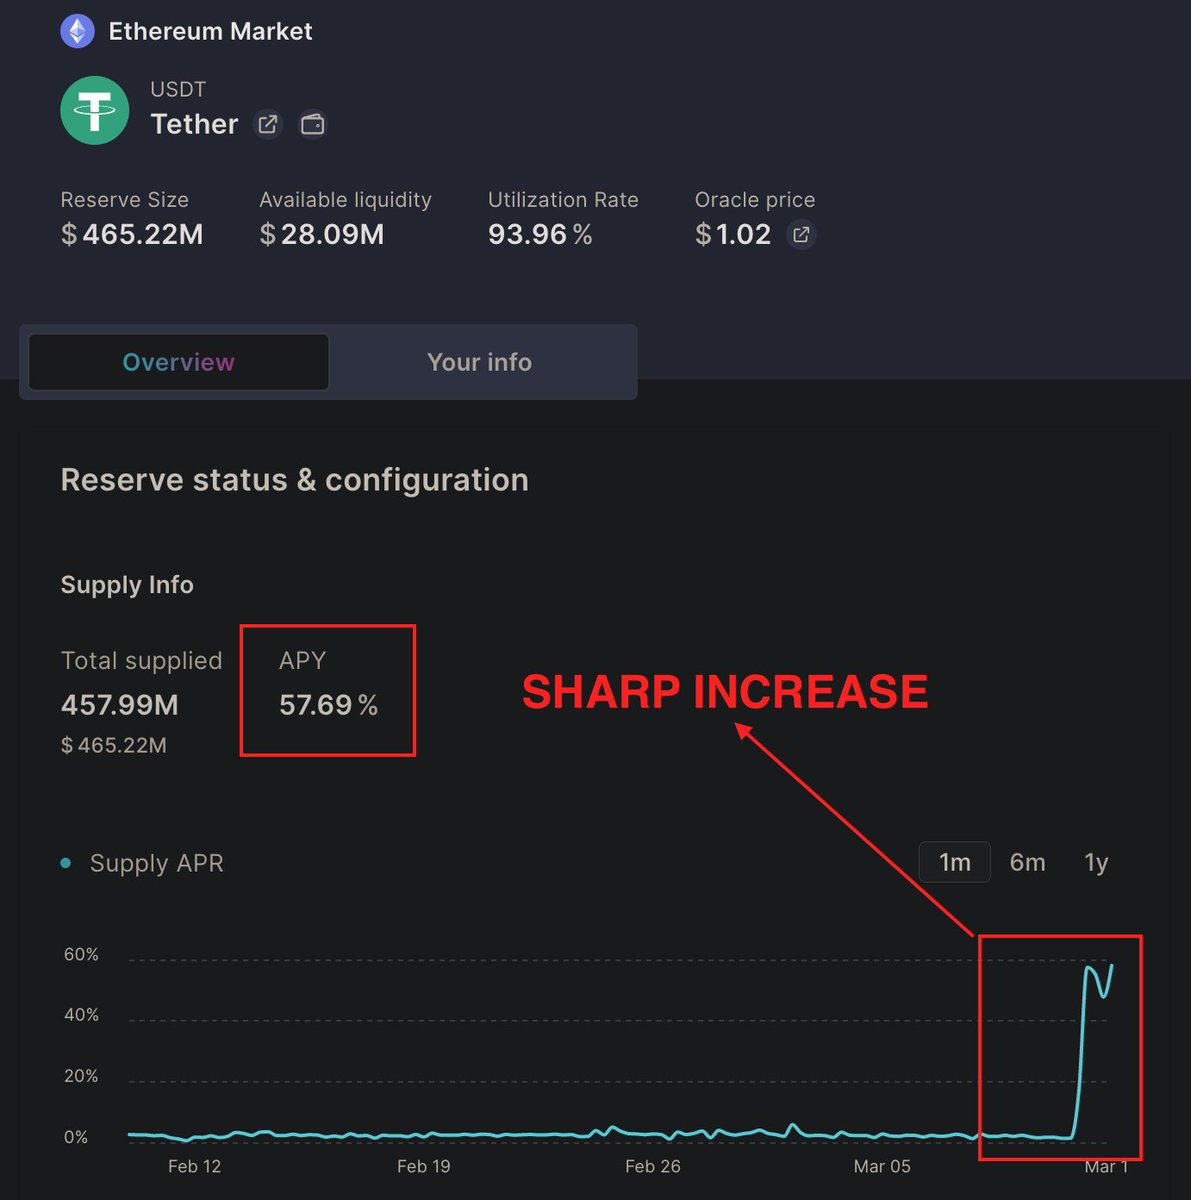 Ethereum Market
USDT
Tether
Reserve Size
Available liquidity
Utilization Rate
Oracle price
$ 465.22M
$ 28.09M
93.96 %
$ 1.02
Overview
Your info
Reserve status & configuration
Supply Info
Total supplied
APY
457.99M
57.69 %
$ 465.22M
SHARP INCREASE
Supply APR
1m
6m
1y
60%
40%
20%
0%
Feb 12
Feb 19
Feb 26
Mar 05
Mar 1